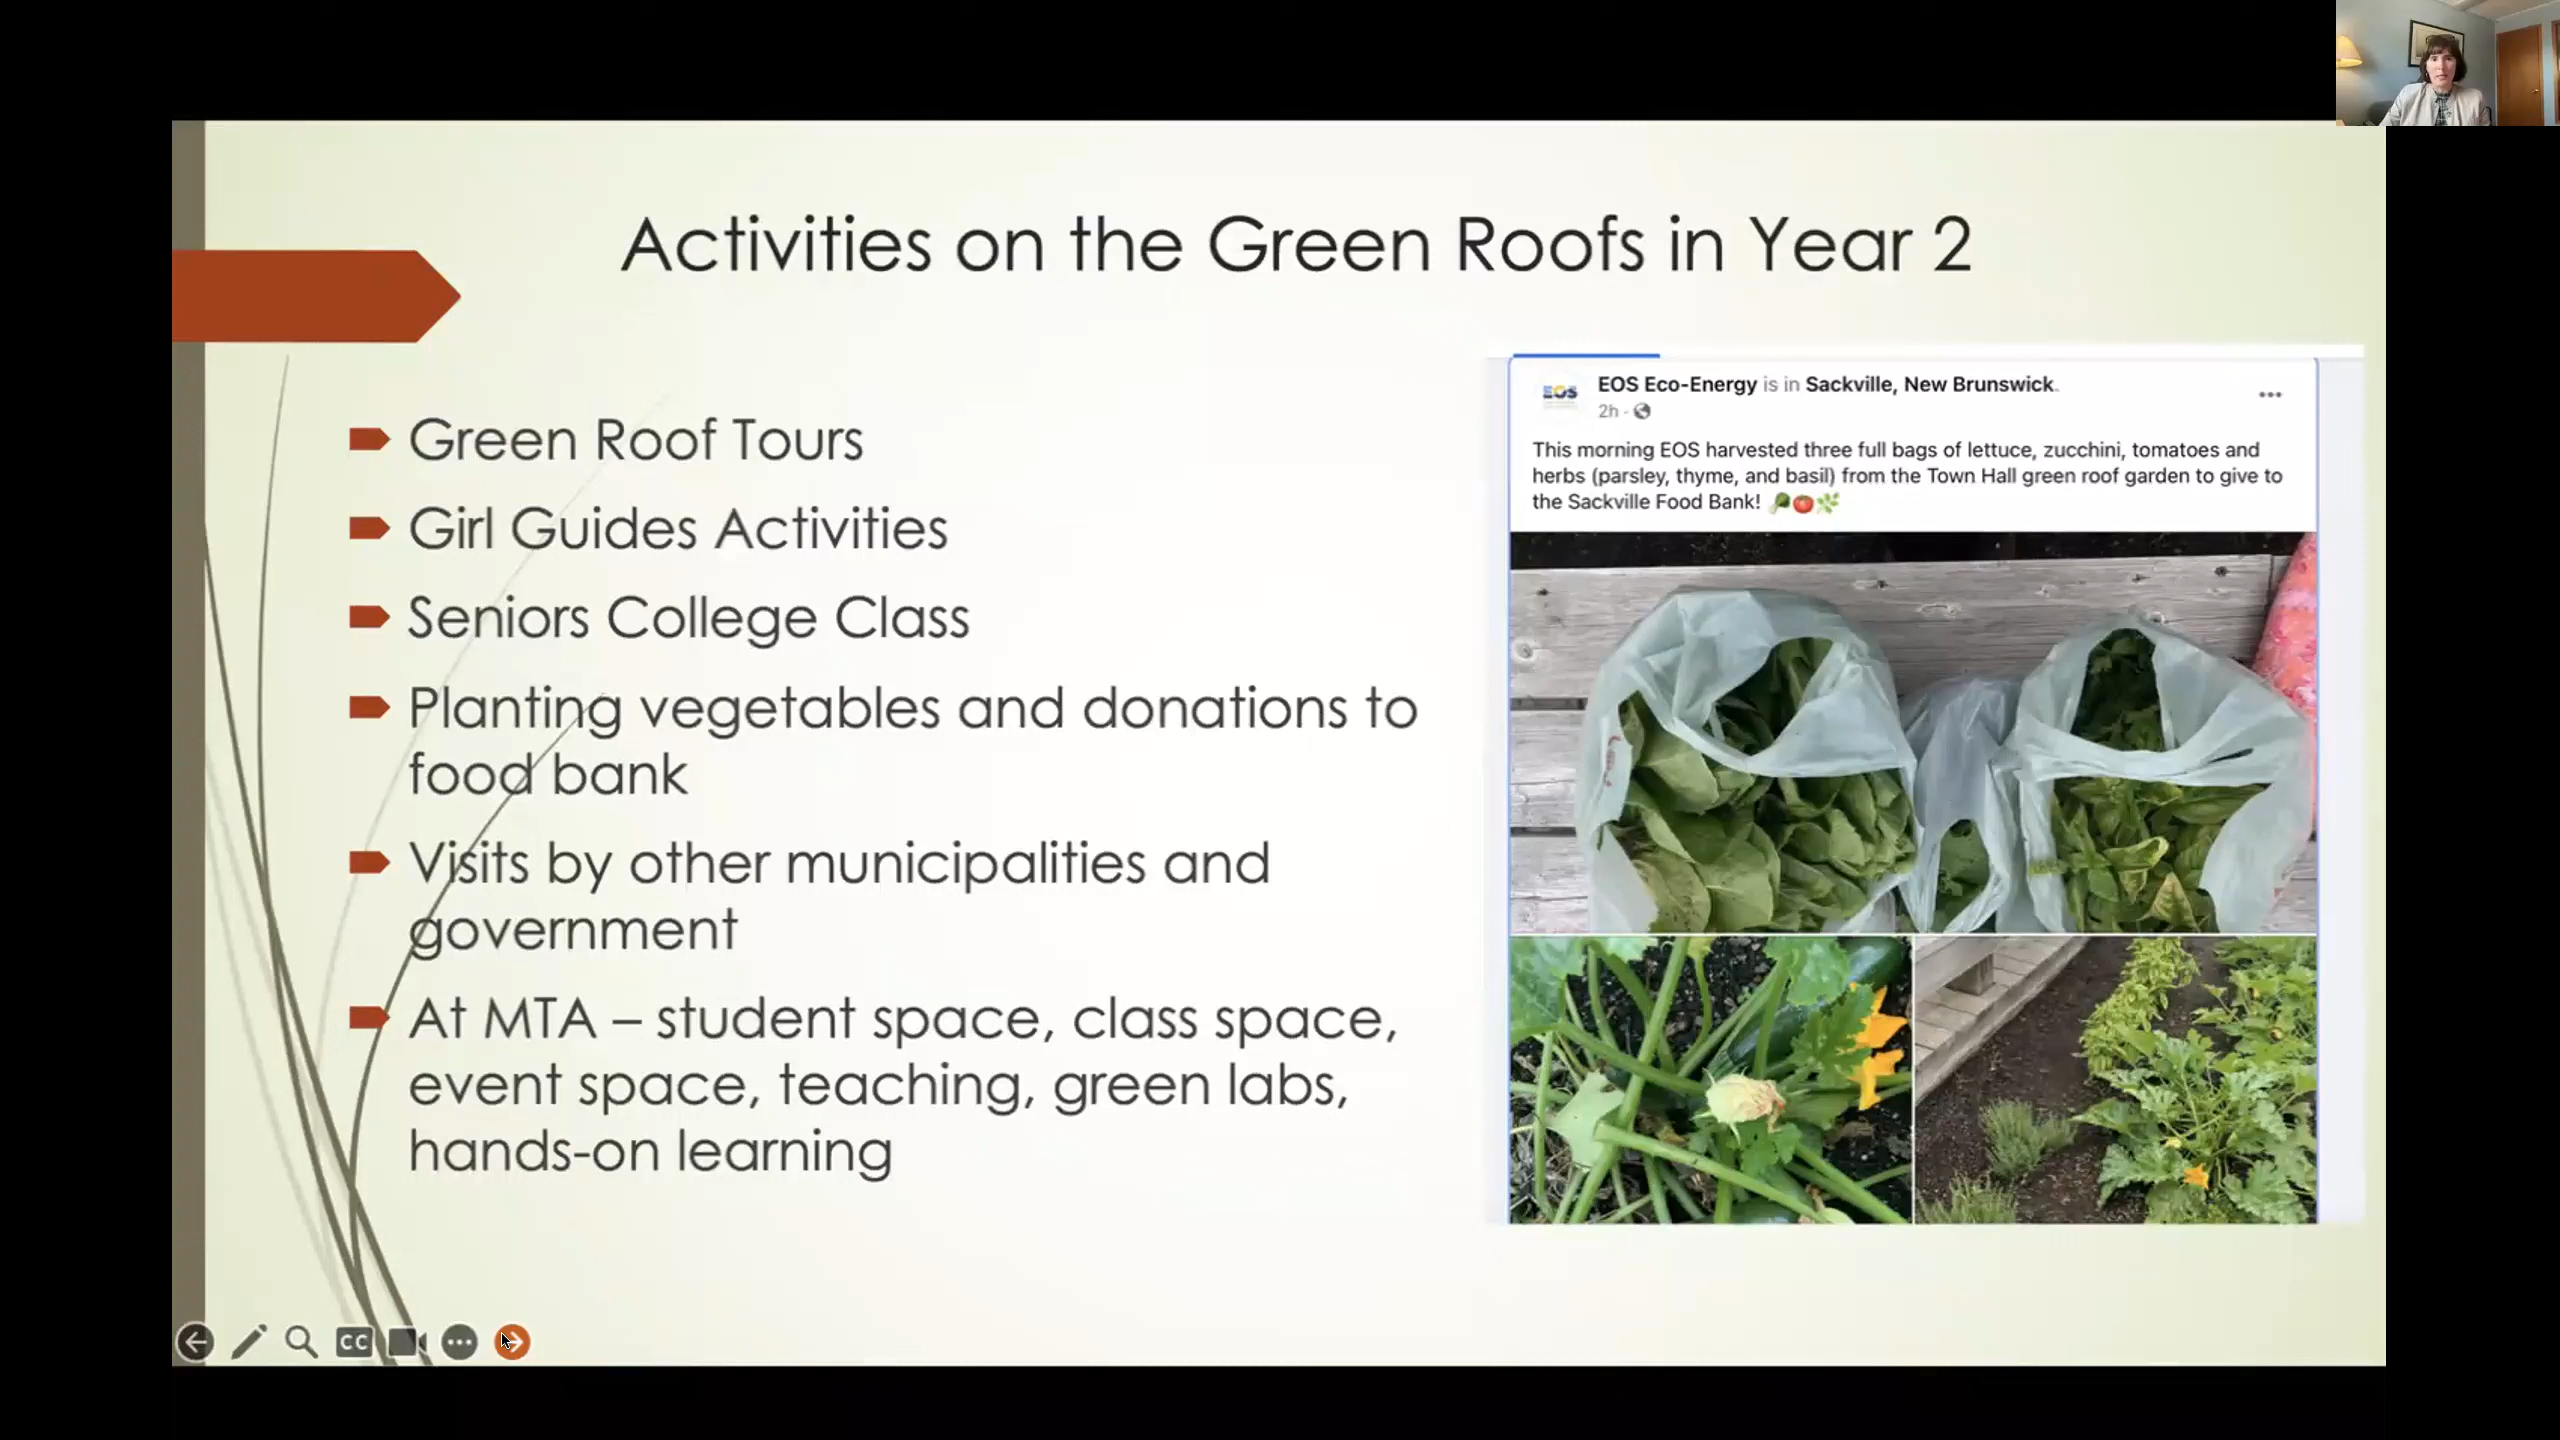 Activities on the Green Roofs in Year 2
Green Roof Tours
Girl Guides Activities
Seniors College Class
Planting vegetables and donations to
food bank
Visits by other municipalities and
government
At MTA – student space, class space,
event space, teaching, green labs,
hands-on learning
EOS
EOS Eco-Energy is in Sackville, New Brunswick.
2h ·
This morning EOS harvested three full bags of lettuce, zucchini, tomatoes and
herbs (parsley, thyme, and basil) from the Town Hall green roof garden to give to
the Sackville Food Bank! 🥦🍅🌿
CC